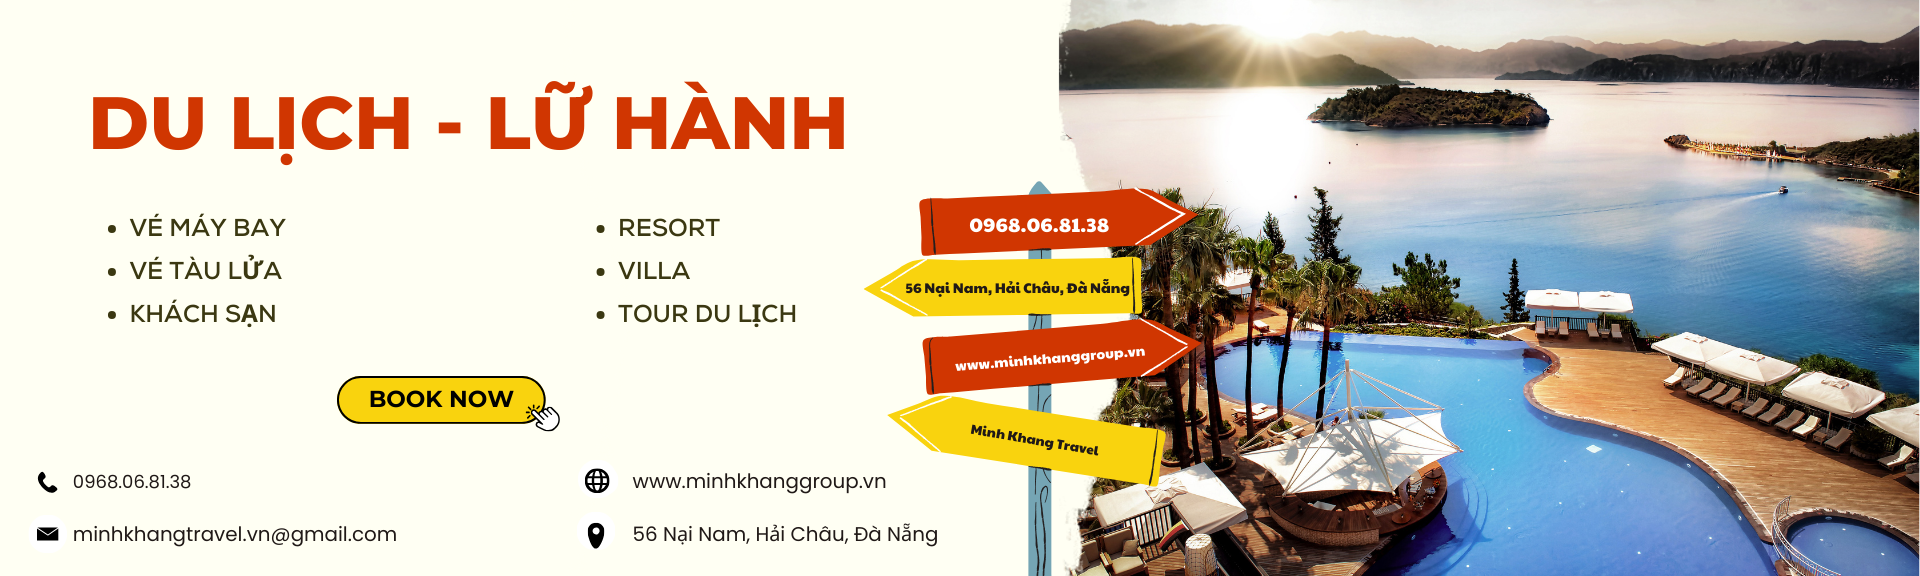 DU LỊCH - LỮ HÀNH
VÉ MÁY BAY
VÉ TÀU LỬA
KHÁCH SẠN
RESORT
VILLA
TOUR DU LỊCH
BOOK NOW
0968.06.81.38
minhkhangtravel.vn@gmail.com
www.minhkhanggroup.vn
56 Nại Nam, Hải Châu, Đà Nẵng
0968.06.81.38
56 Nại Nam, Hải Châu, Đà Nẵng
www.minhkhanggroup.vn
Minh Khang Travel